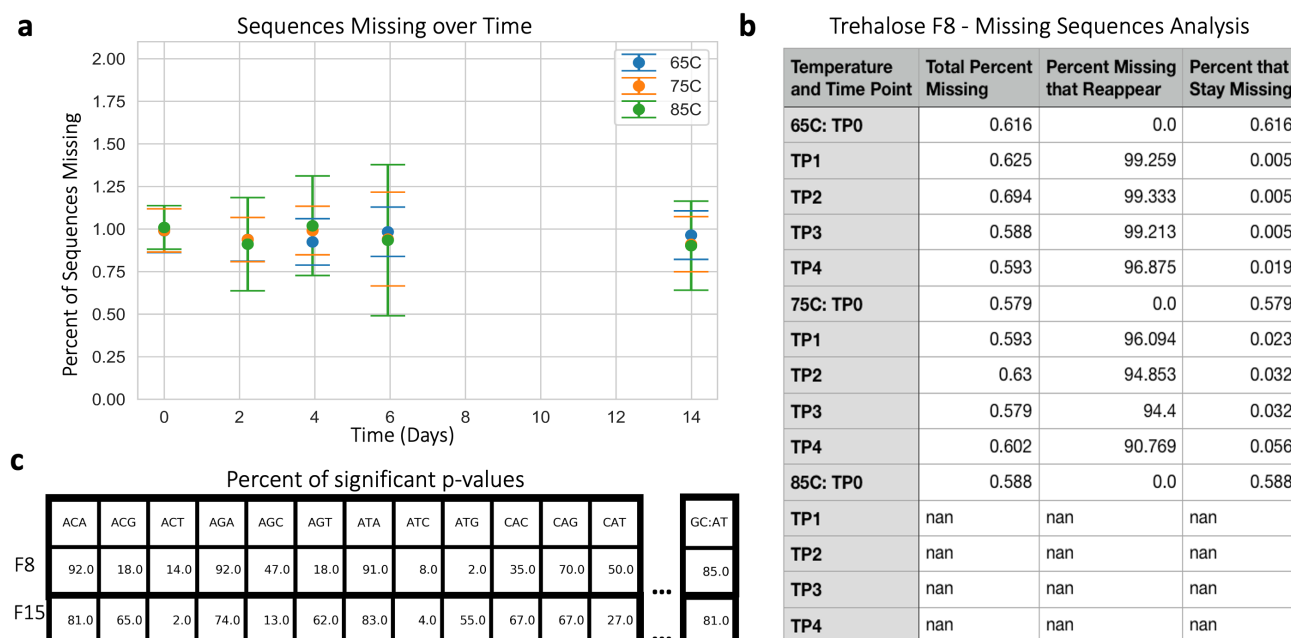 a
Sequences Missing over Time
Percent of Sequences Missing
2.00
1.75
1.50
1.25
1.00
0.75
0.50
0.25
0.00
0 2 4 6 8 10 12 14
Time (Days)
65C
75C
85C
b
Trehalose F8 - Missing Sequences Analysis
Temperature and Time Point Total Percent Missing Percent Missing that Reappear Percent that Stay Missing
65C: TP0 0.616 0.0 0.616
TP1 0.625 99.259 0.005
TP2 0.694 99.333 0.005
TP3 0.588 99.213 0.005
TP4 0.593 96.875 0.019
75C: TP0 0.579 0.0 0.579
TP1 0.593 96.094 0.023
TP2 0.63 94.853 0.032
TP3 0.579 94.4 0.032
TP4 0.602 90.769 0.056
85C: TP0 0.588 0.0 0.588
TP1 nan nan nan
TP2 nan nan nan
TP3 nan nan nan
TP4 nan nan nan
c
Percent of significant p-values
ACA ACG ACT AGA AGC AGT ATA ATC ATG CAC CAG CAT GC:AT
F8 92.0 18.0 14.0 92.0 47.0 18.0 91.0 8.0 2.0 35.0 70.0 50.0 ... 85.0
F15 81.0 65.0 2.0 74.0 13.0 62.0 83.0 4.0 55.0 67.0 67.0 27.0 ... 81.0